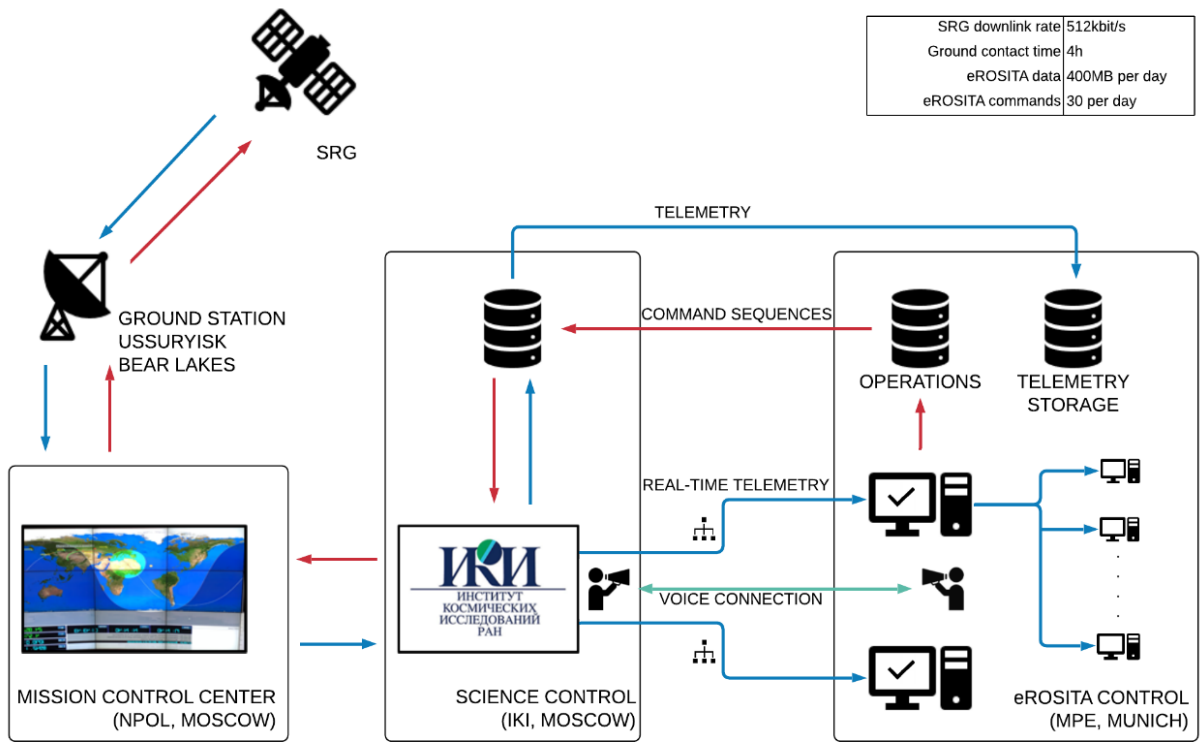 SRG downlink rate 512kbit/s
Ground contact time 4h
eROSITA data 400MB per day
eROSITA commands 30 per day
SRG
TELEMETRY
GROUND STATION
USSURYISK
BEAR LAKES
COMMAND SEQUENCES
OPERATIONS
TELEMETRY
STORAGE
REAL-TIME TELEMETRY
ИКИ
ИНСТИТУТ
КОСМИЧЕСКИХ
ИССЛЕДОВАНИЙ
РАН
VOICE CONNECTION
MISSION CONTROL CENTER
(NPOL, MOSCOW)
SCIENCE CONTROL
(IKI, MOSCOW)
eROSITA CONTROL
(MPE, MUNICH)